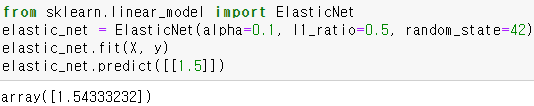 from sklearn.linear_model import ElasticNet
elastic_net = ElasticNet(alpha=0.1, l1_ratio=0.5, random_state=42)
elastic_net.fit(X, y)
elastic_net.predict([[1.5]])
array([1.54333232])